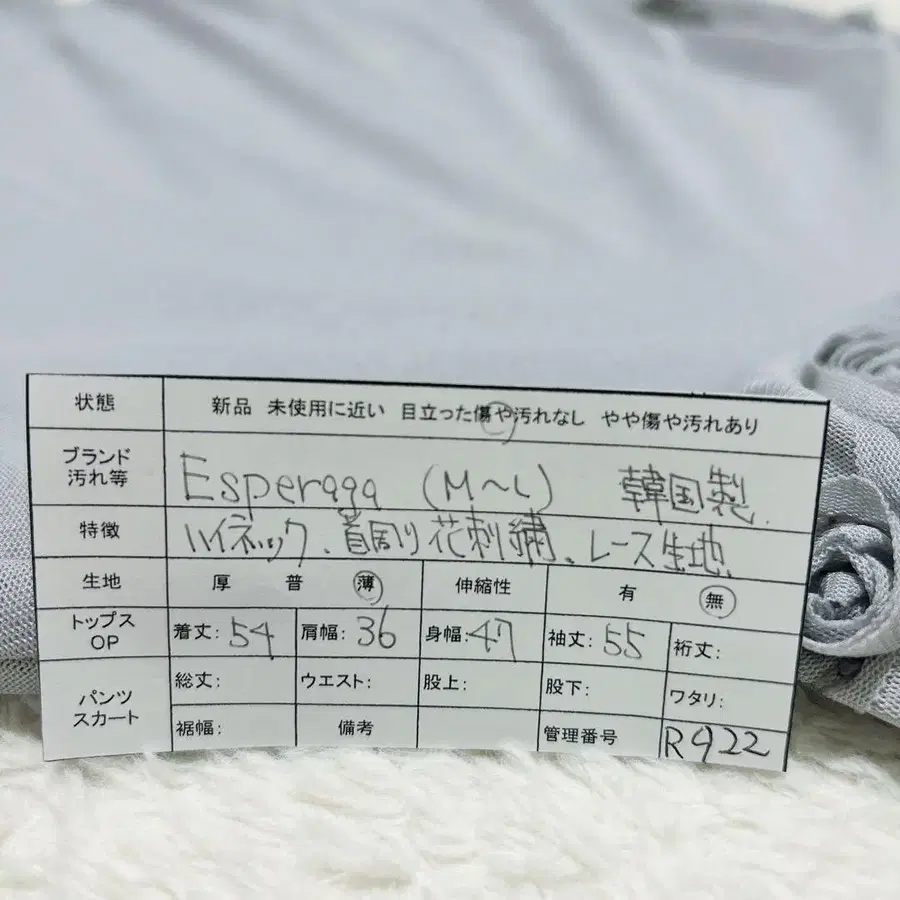 状態 新品 未使用に近い 目立った傷や汚れなし やや傷や汚れあり
ブランド
汚れ等 Esperaga (M～L) 韓国製.
特徴 ハイネック、首周り花刺繍、レース生地
生地 厚 普 薄 伸縮性 有 無
トップス
OP 着丈: 54 肩幅: 36 身幅: 47 袖丈: 55 裄丈:
パンツ
スカート 総丈: ウエスト: 股上: 股下: ワタリ:
裾幅: 備考 管理番号 R922